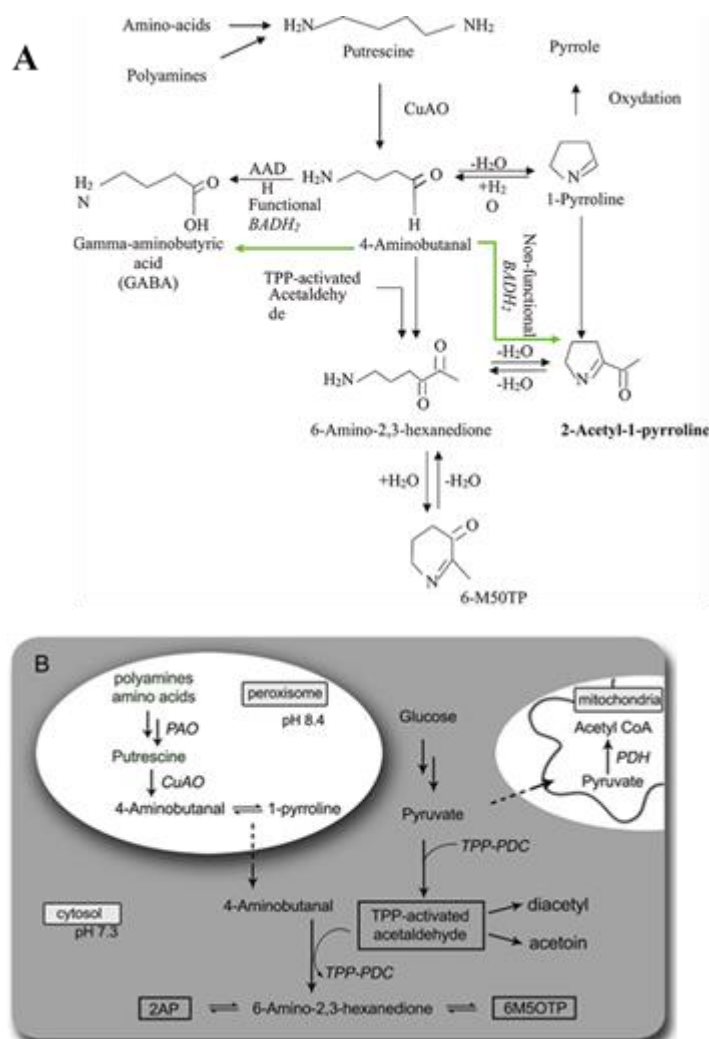 A
Amino-acids
Polyamines
H₂N
NH₂
Putrescine
Pyrrole
CuAO
Oxydation
H₂
N
O
OH
AAD
H
Functional
BADH₂
H₂N
O
H
-H₂O
+H₂
O
N
1-Pyrroline
Gamma-aminobutyric
acid
(GABA)
4-Aminobutanal
Non-functional
BADH₂
TPP-activated
Acetaldehy
de
H₂N
O
O
-H₂O
-H₂O
N
O
6-Amino-2,3-hexanedione
2-Acetyl-1-pyrroline
+H₂O
-H₂O
O
N
6-M50TP
B
polyamines
amino acids
peroxisome
pH 8.4
PAO
Putrescine
CuAO
4-Aminobutanal
1-pyrroline
Glucose
Pyruvate
mitochondria
Acetyl CoA
PDH
Pyruvate
TPP-PDC
cytosol
pH 7.3
4-Aminobutanal
TPP-activated
acetaldehyde
diacetyl
acetoin
TPP-PDC
2AP
6-Amino-2,3-hexanedione
6M5OTP